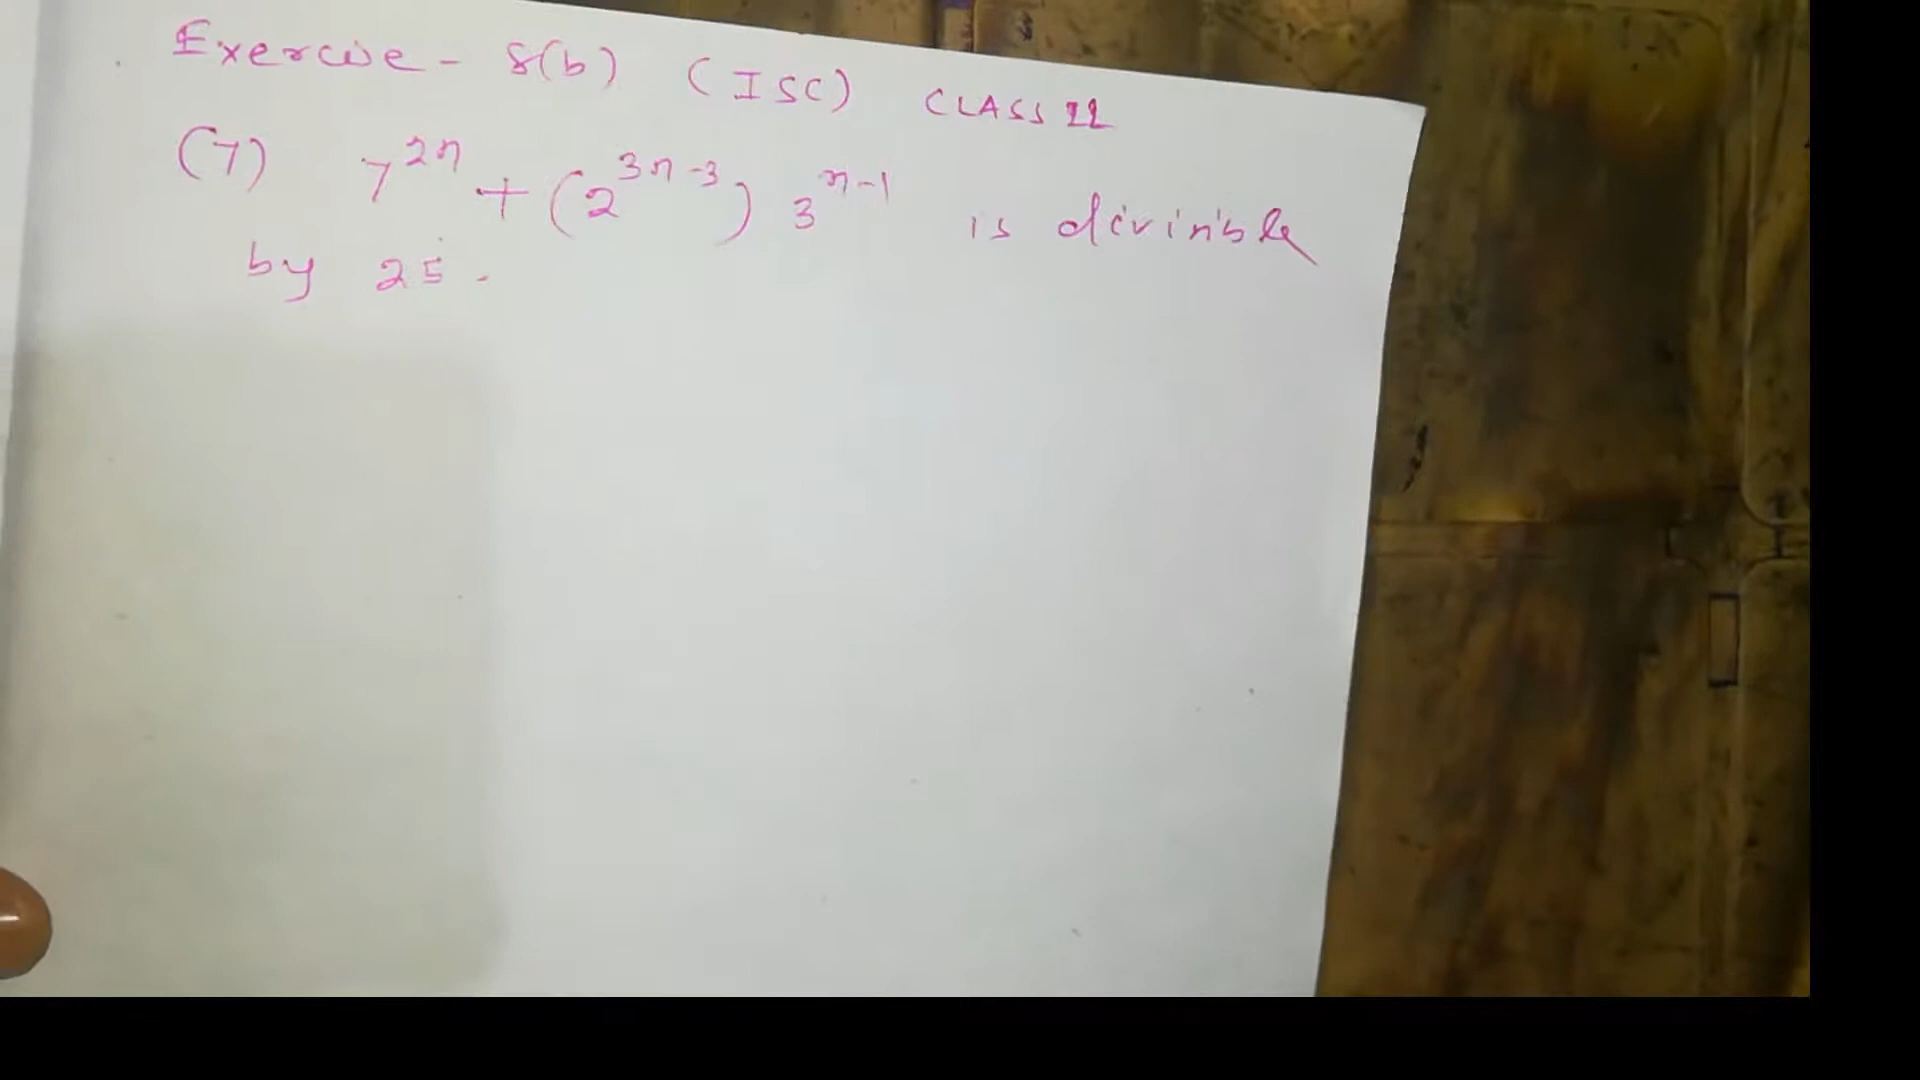 Exercise - 8(b) (ISC) CLASS 11
(7) 7^{2n} + (2^{3n-3}) 3^{n-1} is divisible
by 25.